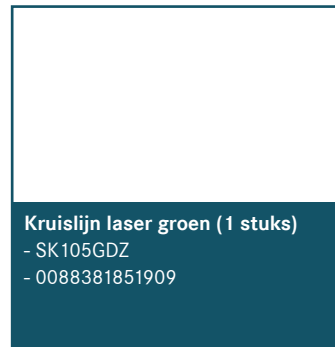 Kruislijn laser groen (1 stuks)
- SK105GDZ
- 0088381851909